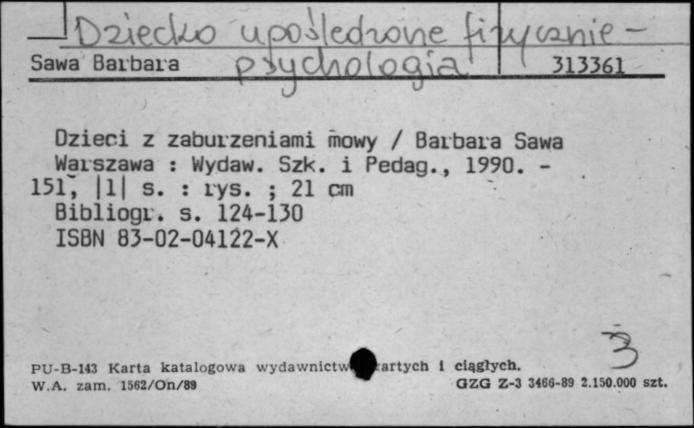 Dziecko upośledzone fizycznie -
psychologia
Sawa Barbara 313361
Dzieci z zaburzeniami mowy / Barbara Sawa
Warszawa : Wydaw. Szk. i Pedag., 1990. -
151, |1| s. : rys. ; 21 cm
Bibliogr. s. 124-130
ISBN 83-02-04122-X
3
PU-B-143 Karta katalogowa wydawnictw zartych i ciągłych.
W.A. zam. 1562/On/89 GZG Z-3 3466-89 2.150.000 szt.